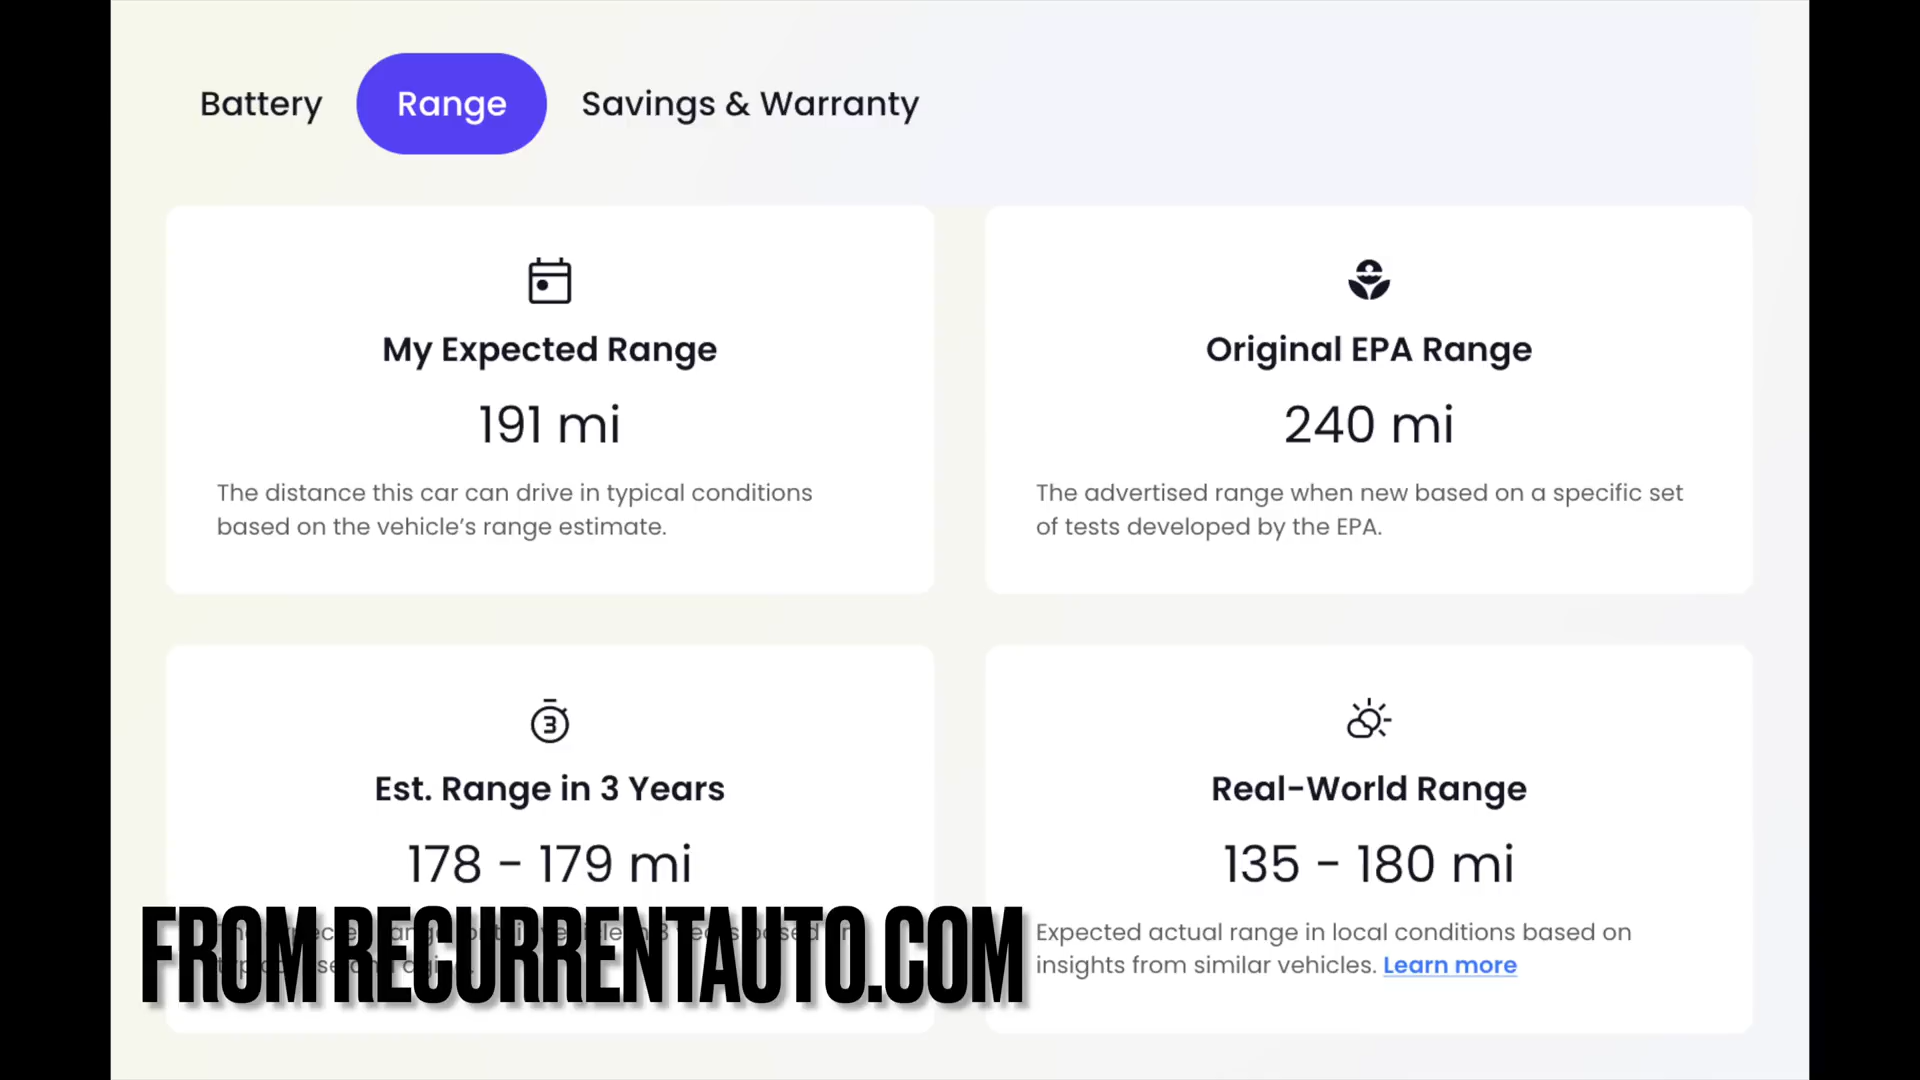 Battery
Range
Savings & Warranty
My Expected Range
191 mi
The distance this car can drive in typical conditions
based on the vehicle's range estimate.
Original EPA Range
240 mi
The advertised range when new based on a specific set
of tests developed by the EPA.
3
Est. Range in 3 Years
178 - 179 mi
FROM RECURRENTAUTO.COM
Real-World Range
135 - 180 mi
Expected actual range in local conditions based on
insights from similar vehicles. Learn more